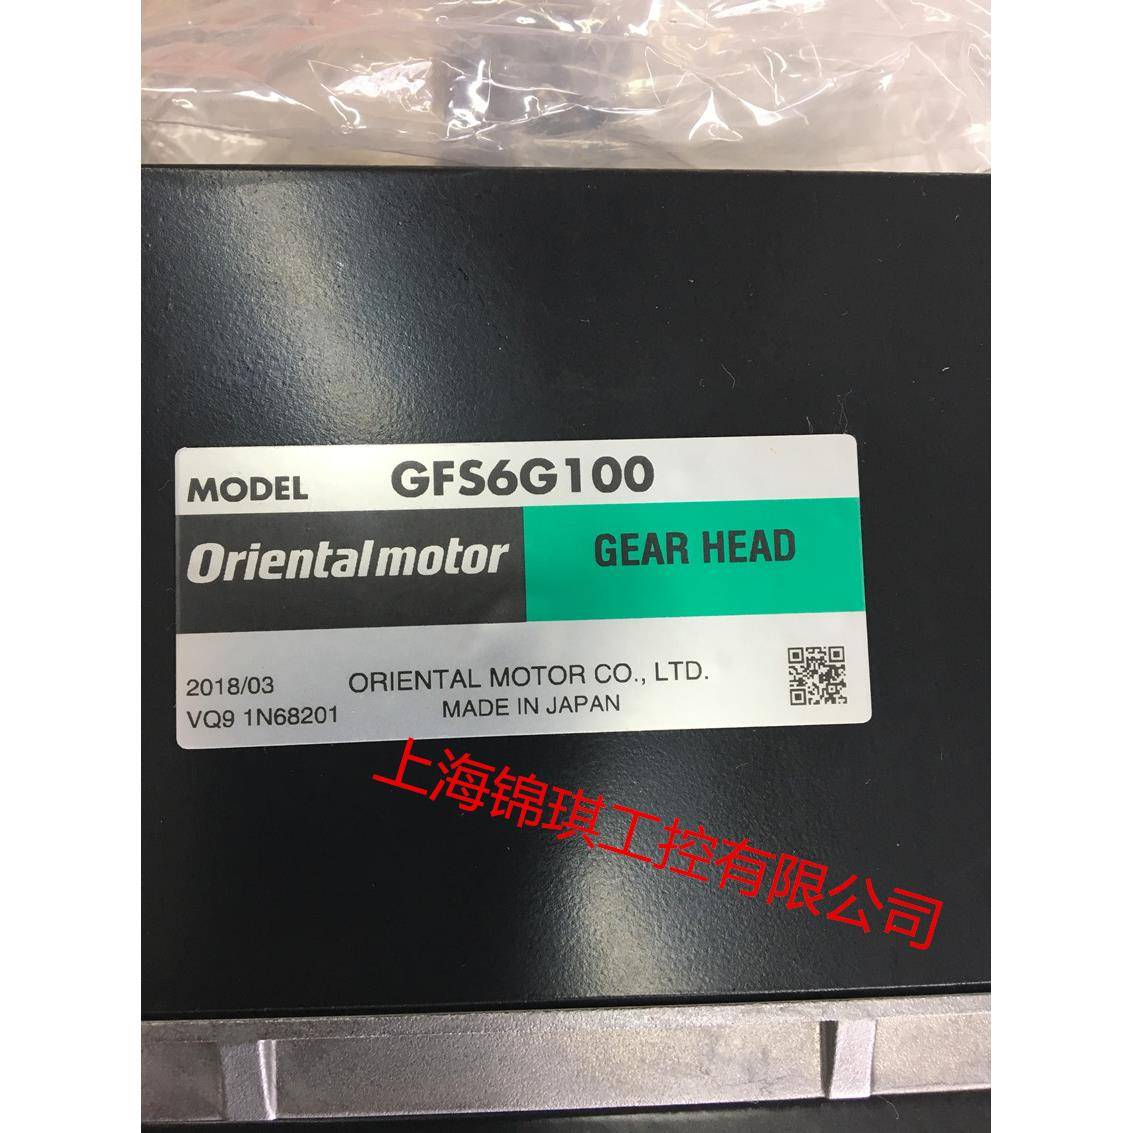 MODEL GFS6G100
Orientalmotor GEAR HEAD
2018/03 ORIENTAL MOTOR CO., LTD.
VQ9 1N68201 MADE IN JAPAN
上海锦琪工控有限公司